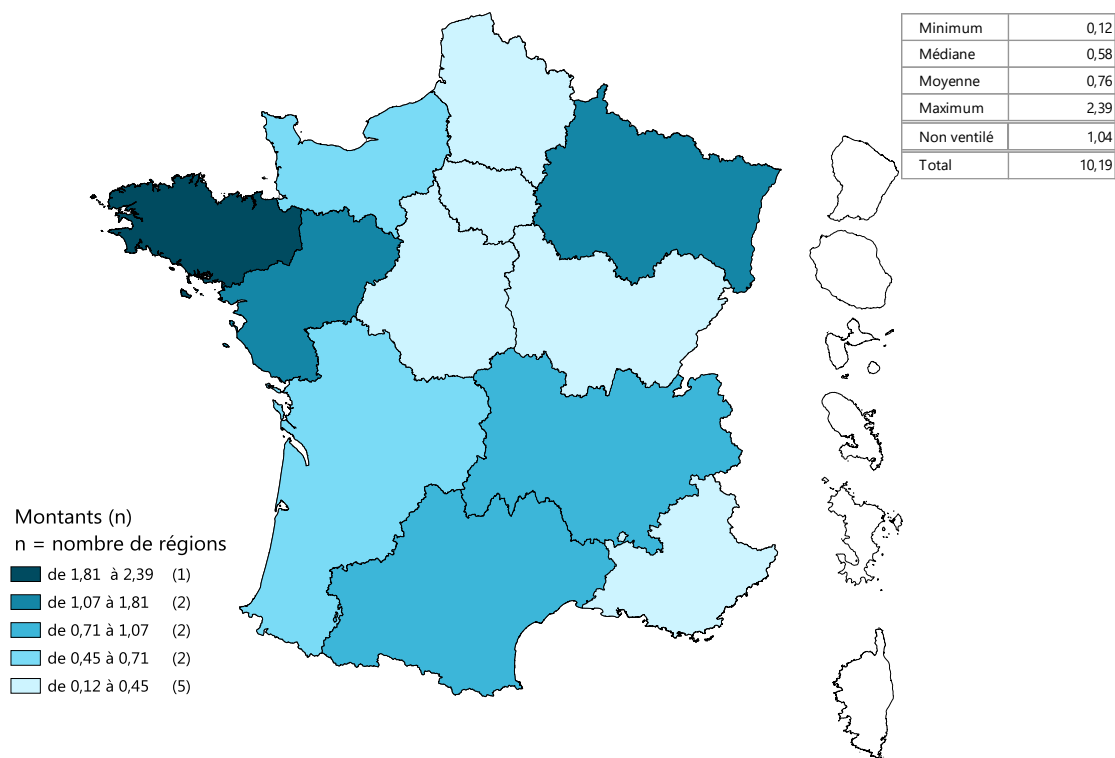 Minimum 0,12
Médiane 0,58
Moyenne 0,76
Maximum 2,39
Non ventilé 1,04
Total 10,19
Montants (n)
n = nombre de régions
de 1,81 à 2,39 (1)
de 1,07 à 1,81 (2)
de 0,71 à 1,07 (2)
de 0,45 à 0,71 (2)
de 0,12 à 0,45 (5)